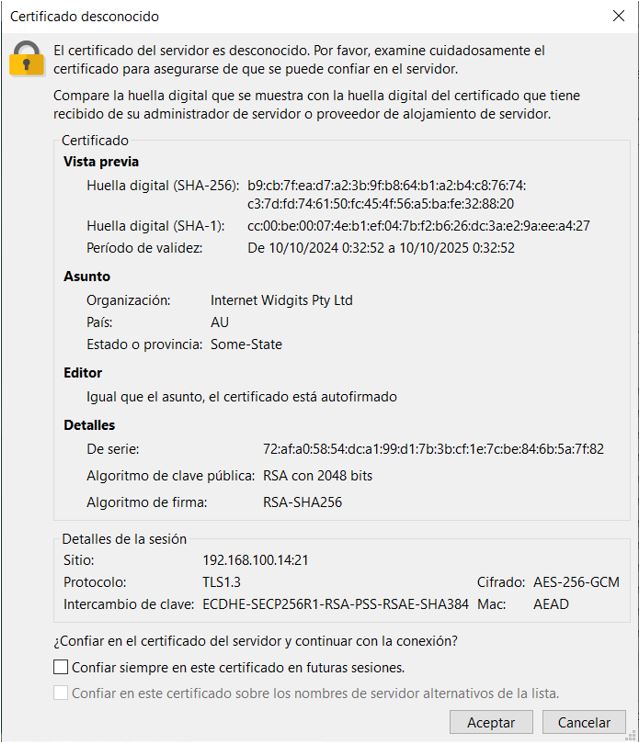 Certificado desconocido
El certificado del servidor es desconocido. Por favor, examine cuidadosamente el
certificado para asegurarse de que se puede confiar en el servidor.
Compare la huella digital que se muestra con la huella digital del certificado que tiene
recibido de su administrador de servidor o proveedor de alojamiento de servidor.
Certificado
Vista previa
Huella digital (SHA-256): b9:cb:7f:ea:d7:a2:3b:9f:b8:64:b1:a2:b4:c8:76:74:
c3:7d:fd:74:61:50:fc:45:4f:56:a5:ba:fe:32:88:20
Huella digital (SHA-1): cc:00:be:00:07:4e:b1:ef:04:7b:f2:b6:26:dc:3a:e2:9a:ee:a4:27
Período de validez: De 10/10/2024 0:32:52 a 10/10/2025 0:32:52
Asunto
Organización: Internet Widgits Pty Ltd
País: AU
Estado o provincia: Some-State
Editor
Igual que el asunto, el certificado está autofirmado
Detalles
De serie: 72:af:a0:58:54:dc:a1:99:d1:7b:3b:cf:1e:7c:be:84:6b:5a:7f:82
Algoritmo de clave pública: RSA con 2048 bits
Algoritmo de firma: RSA-SHA256
Detalles de la sesión
Sitio: 192.168.100.14:21
Protocolo: TLS1.3 Cifrado: AES-256-GCM
Intercambio de clave: ECDHE-SECP256R1-RSA-PSS-RSAE-SHA384 Mac: AEAD
¿Confiar en el certificado del servidor y continuar con la conexión?
Confiar siempre en este certificado en futuras sesiones.
Confiar en este certificado sobre los nombres de servidor alternativos de la lista.
Aceptar Cancelar